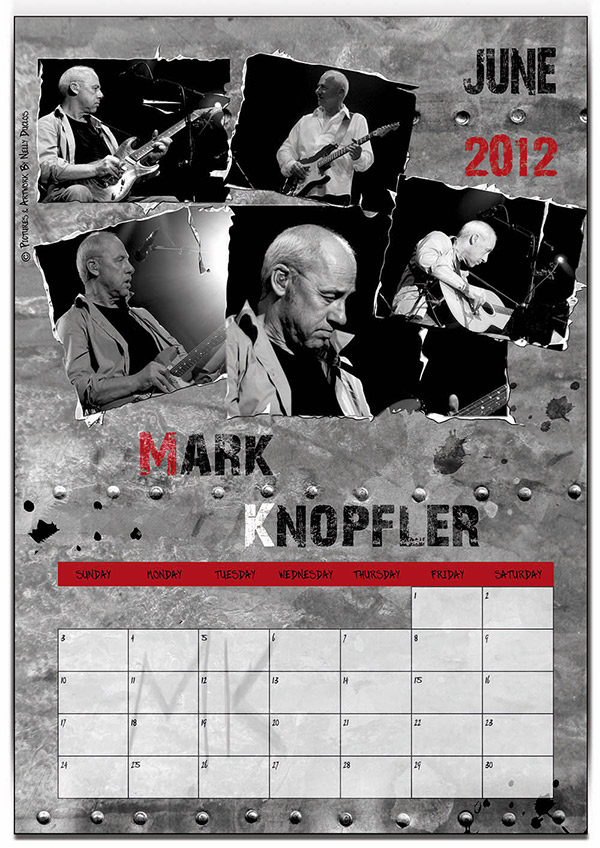 JUNE
2012
© Pictures & Artwork By Nelly Duclos
MARK
KNOPFLER
SUNDAY MONDAY TUESDAY WEDNESDAY THURSDAY FRIDAY SATURDAY
1 2
3 4 5 6 7 8 9
10 11 12 13 14 15 16
17 18 19 20 21 22 23
24 25 26 27 28 29 30
MK